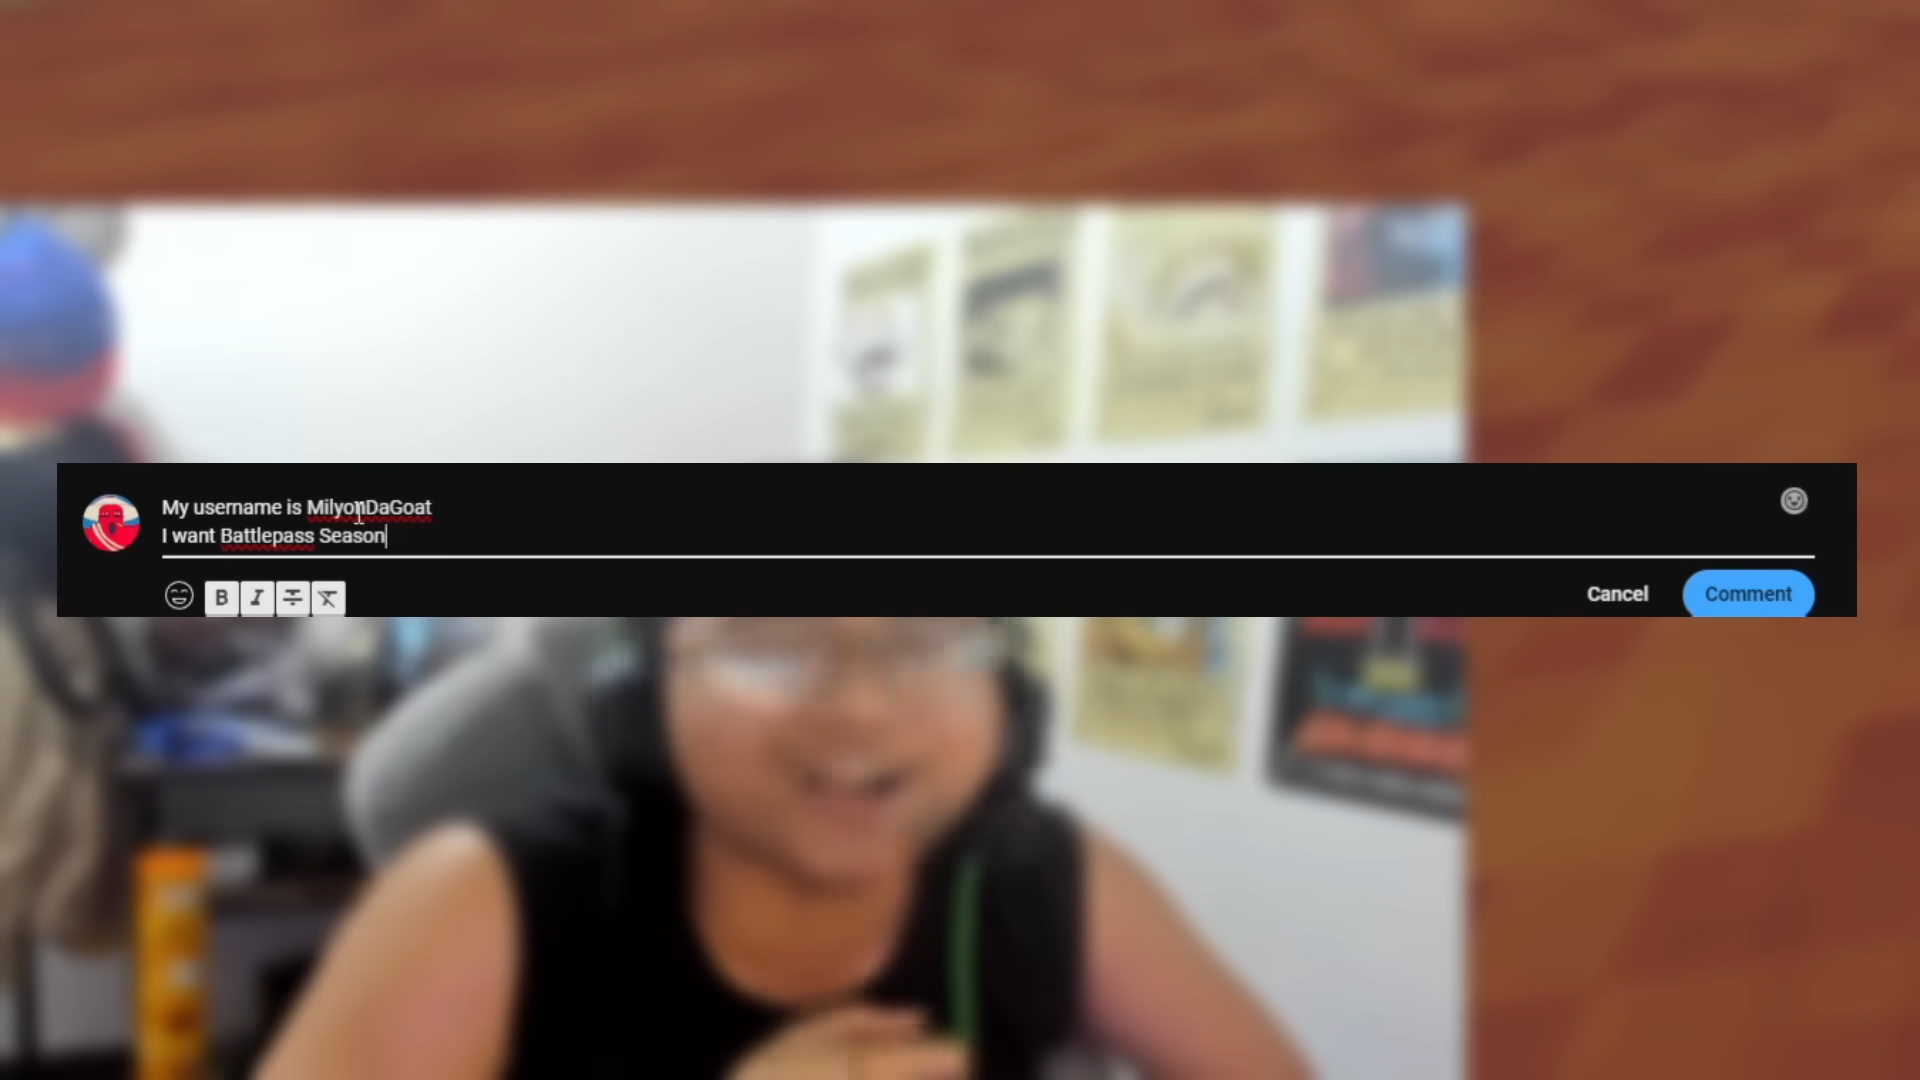 My username is MilyonDaGoat
I want Battlepass Season
B I
Cancel
Comment